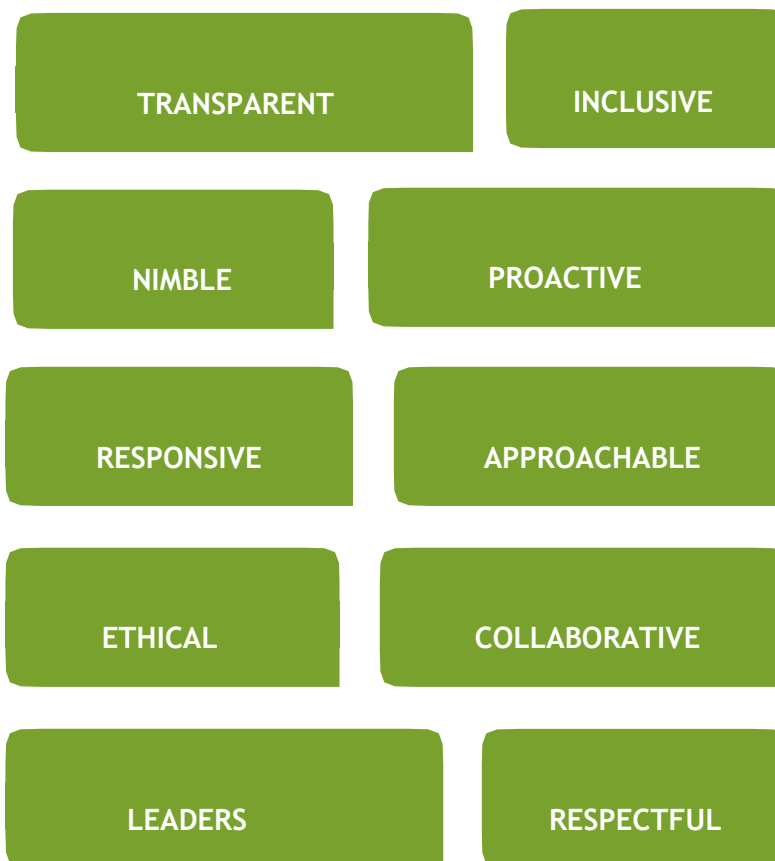 TRANSPARENT
INCLUSIVE
NIMBLE
PROACTIVE
RESPONSIVE
APPROACHABLE
ETHICAL
COLLABORATIVE
LEADERS
RESPECTFUL